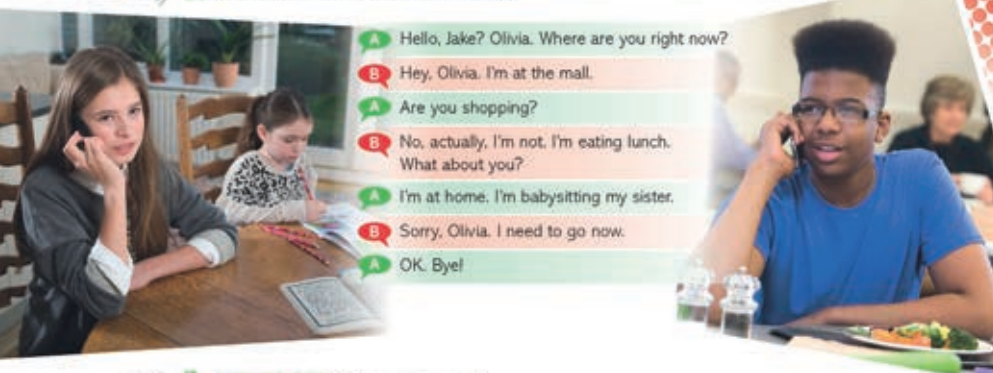 A Hello, Jake? Olivia. Where are you right now?
B Hey, Olivia. I'm at the mall.
A Are you shopping?
B No, actually, I'm not. I'm eating lunch.
What about you?
A I'm at home. I'm babysitting my sister.
B Sorry, Olivia. I need to go now.
A OK. Bye!